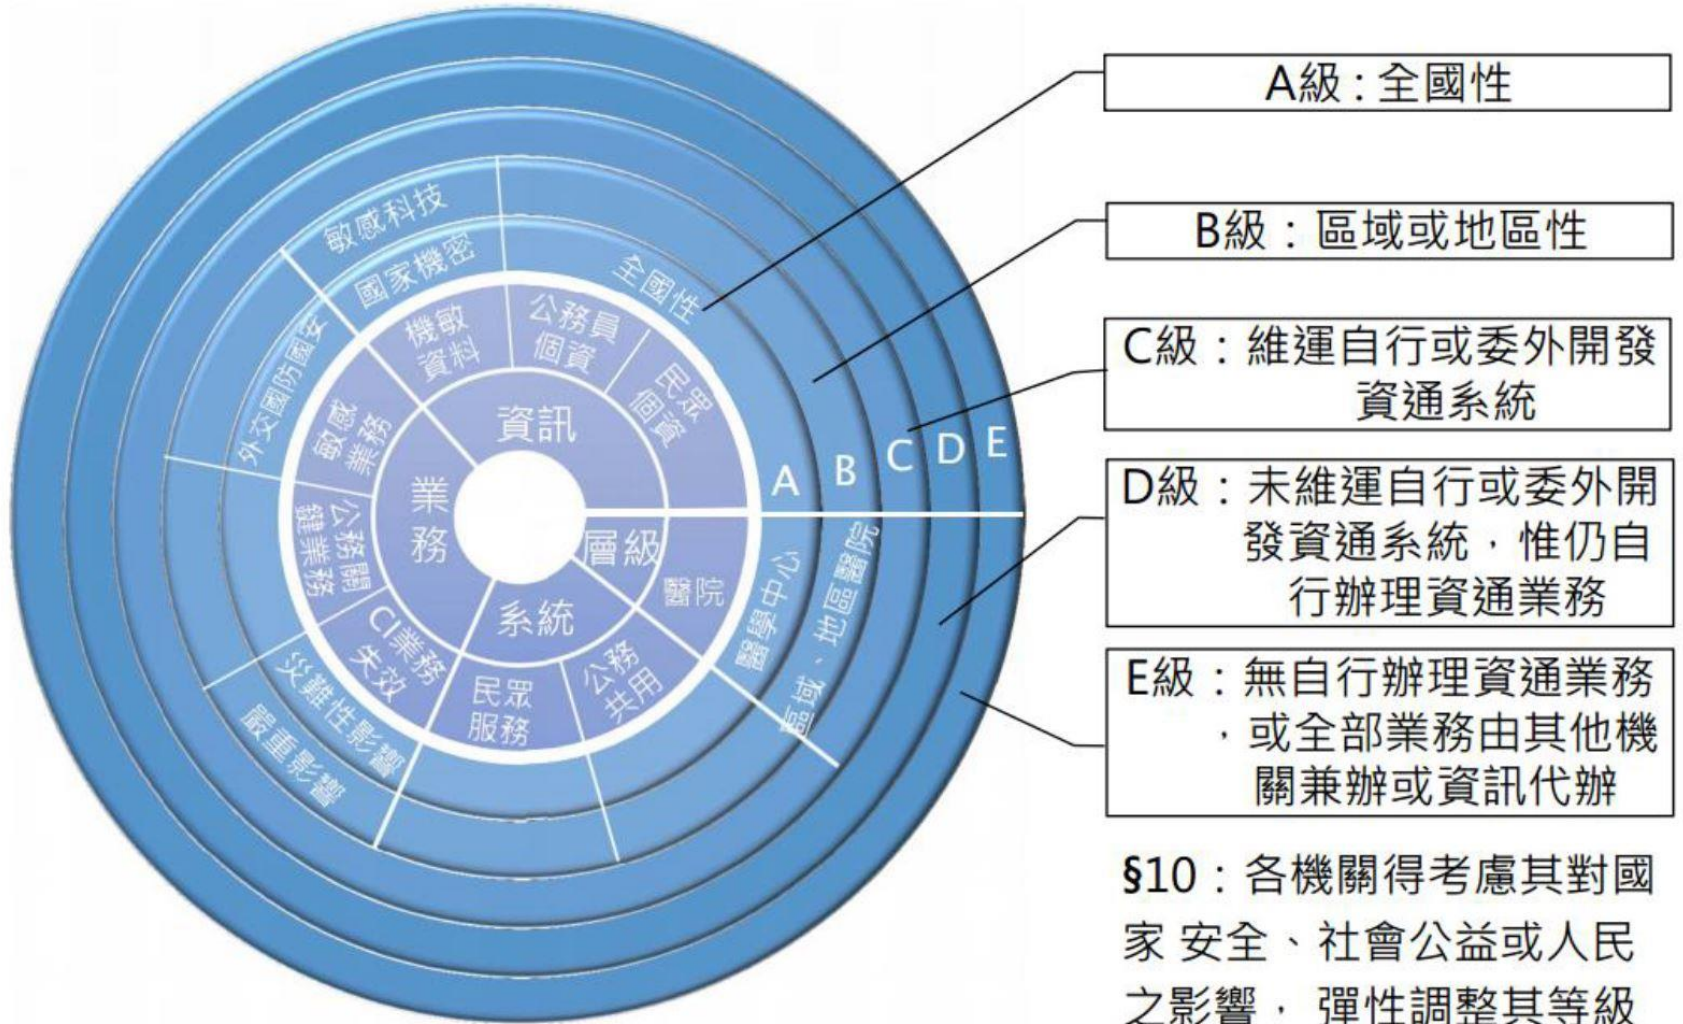 A級：全國性
B級：區域或地區性
C級：維運自行或委外開發
資通系統
D級：未維運自行或委外開
發資通系統，惟仍自
行辦理資通業務
E級：無自行辦理資通業務
，或全部業務由其他機
關兼辦或資訊代辦
§10：各機關得考慮其對國
家 安全、社會公益或人民
之影響， 彈性調整其等級
敏感科技
國家機密
全國性
外交國防國安
機敏
資料
公務員
個資
民眾
個資
敏感
業務
資訊
業
務
層級
系統
公務關
鍵業務
CI業務
失效
民眾
服務
公務
共用
醫院
A
B
C
D
E
醫學中心
區域、地區醫院
災難性影響
嚴重影響